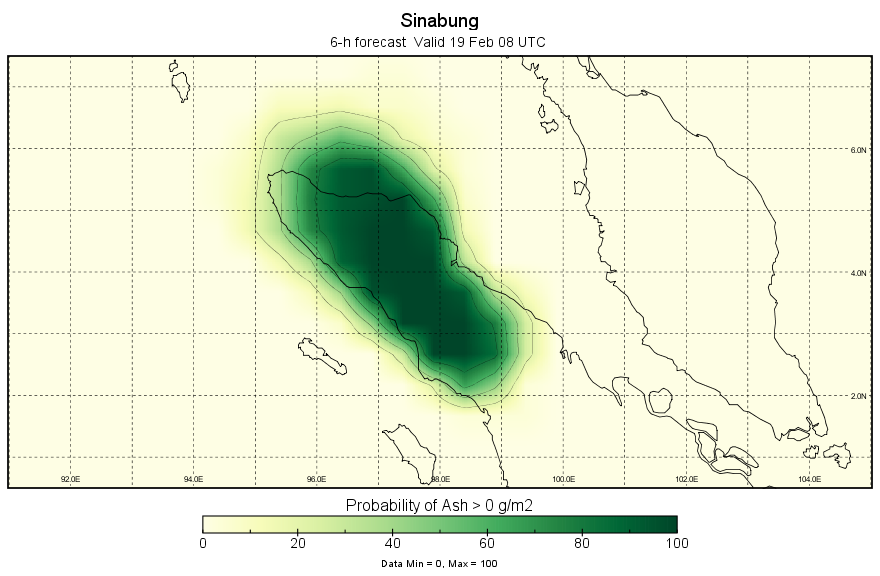 Sinabung
6-h forecast  Valid 19 Feb 08 UTC
6.0N
4.0N
2.0N
92.0E 94.0E 96.0E 98.0E 100.0E 102.0E 104.0E
Probability of Ash > 0 g/m2
0 20 40 60 80 100
Data Min = 0, Max = 100